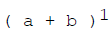 ( a + b )¹